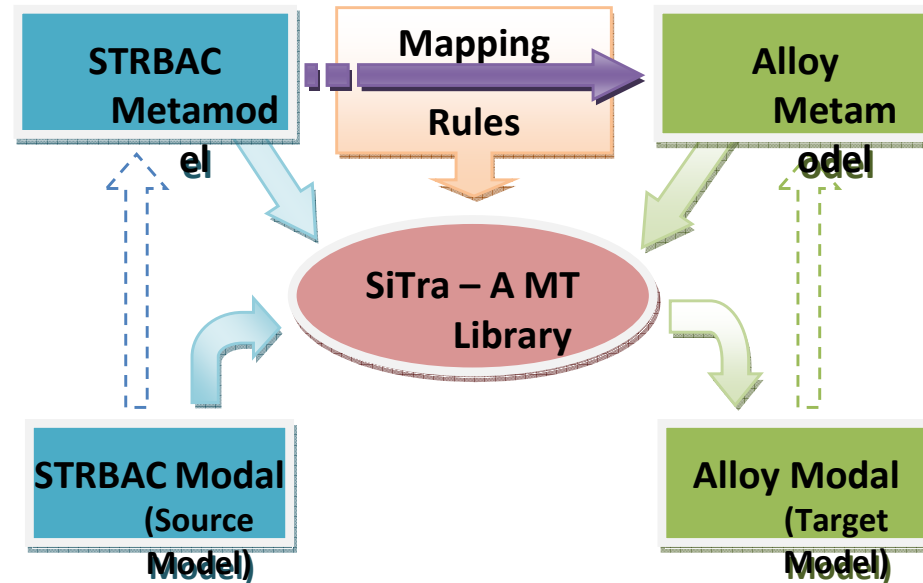 STRBAC
Metamod
el
Mapping
Rules
Alloy
Metam
odel
SiTra – A MT
Library
STRBAC Modal
(Source
Model)
Alloy Modal
(Target
Model)